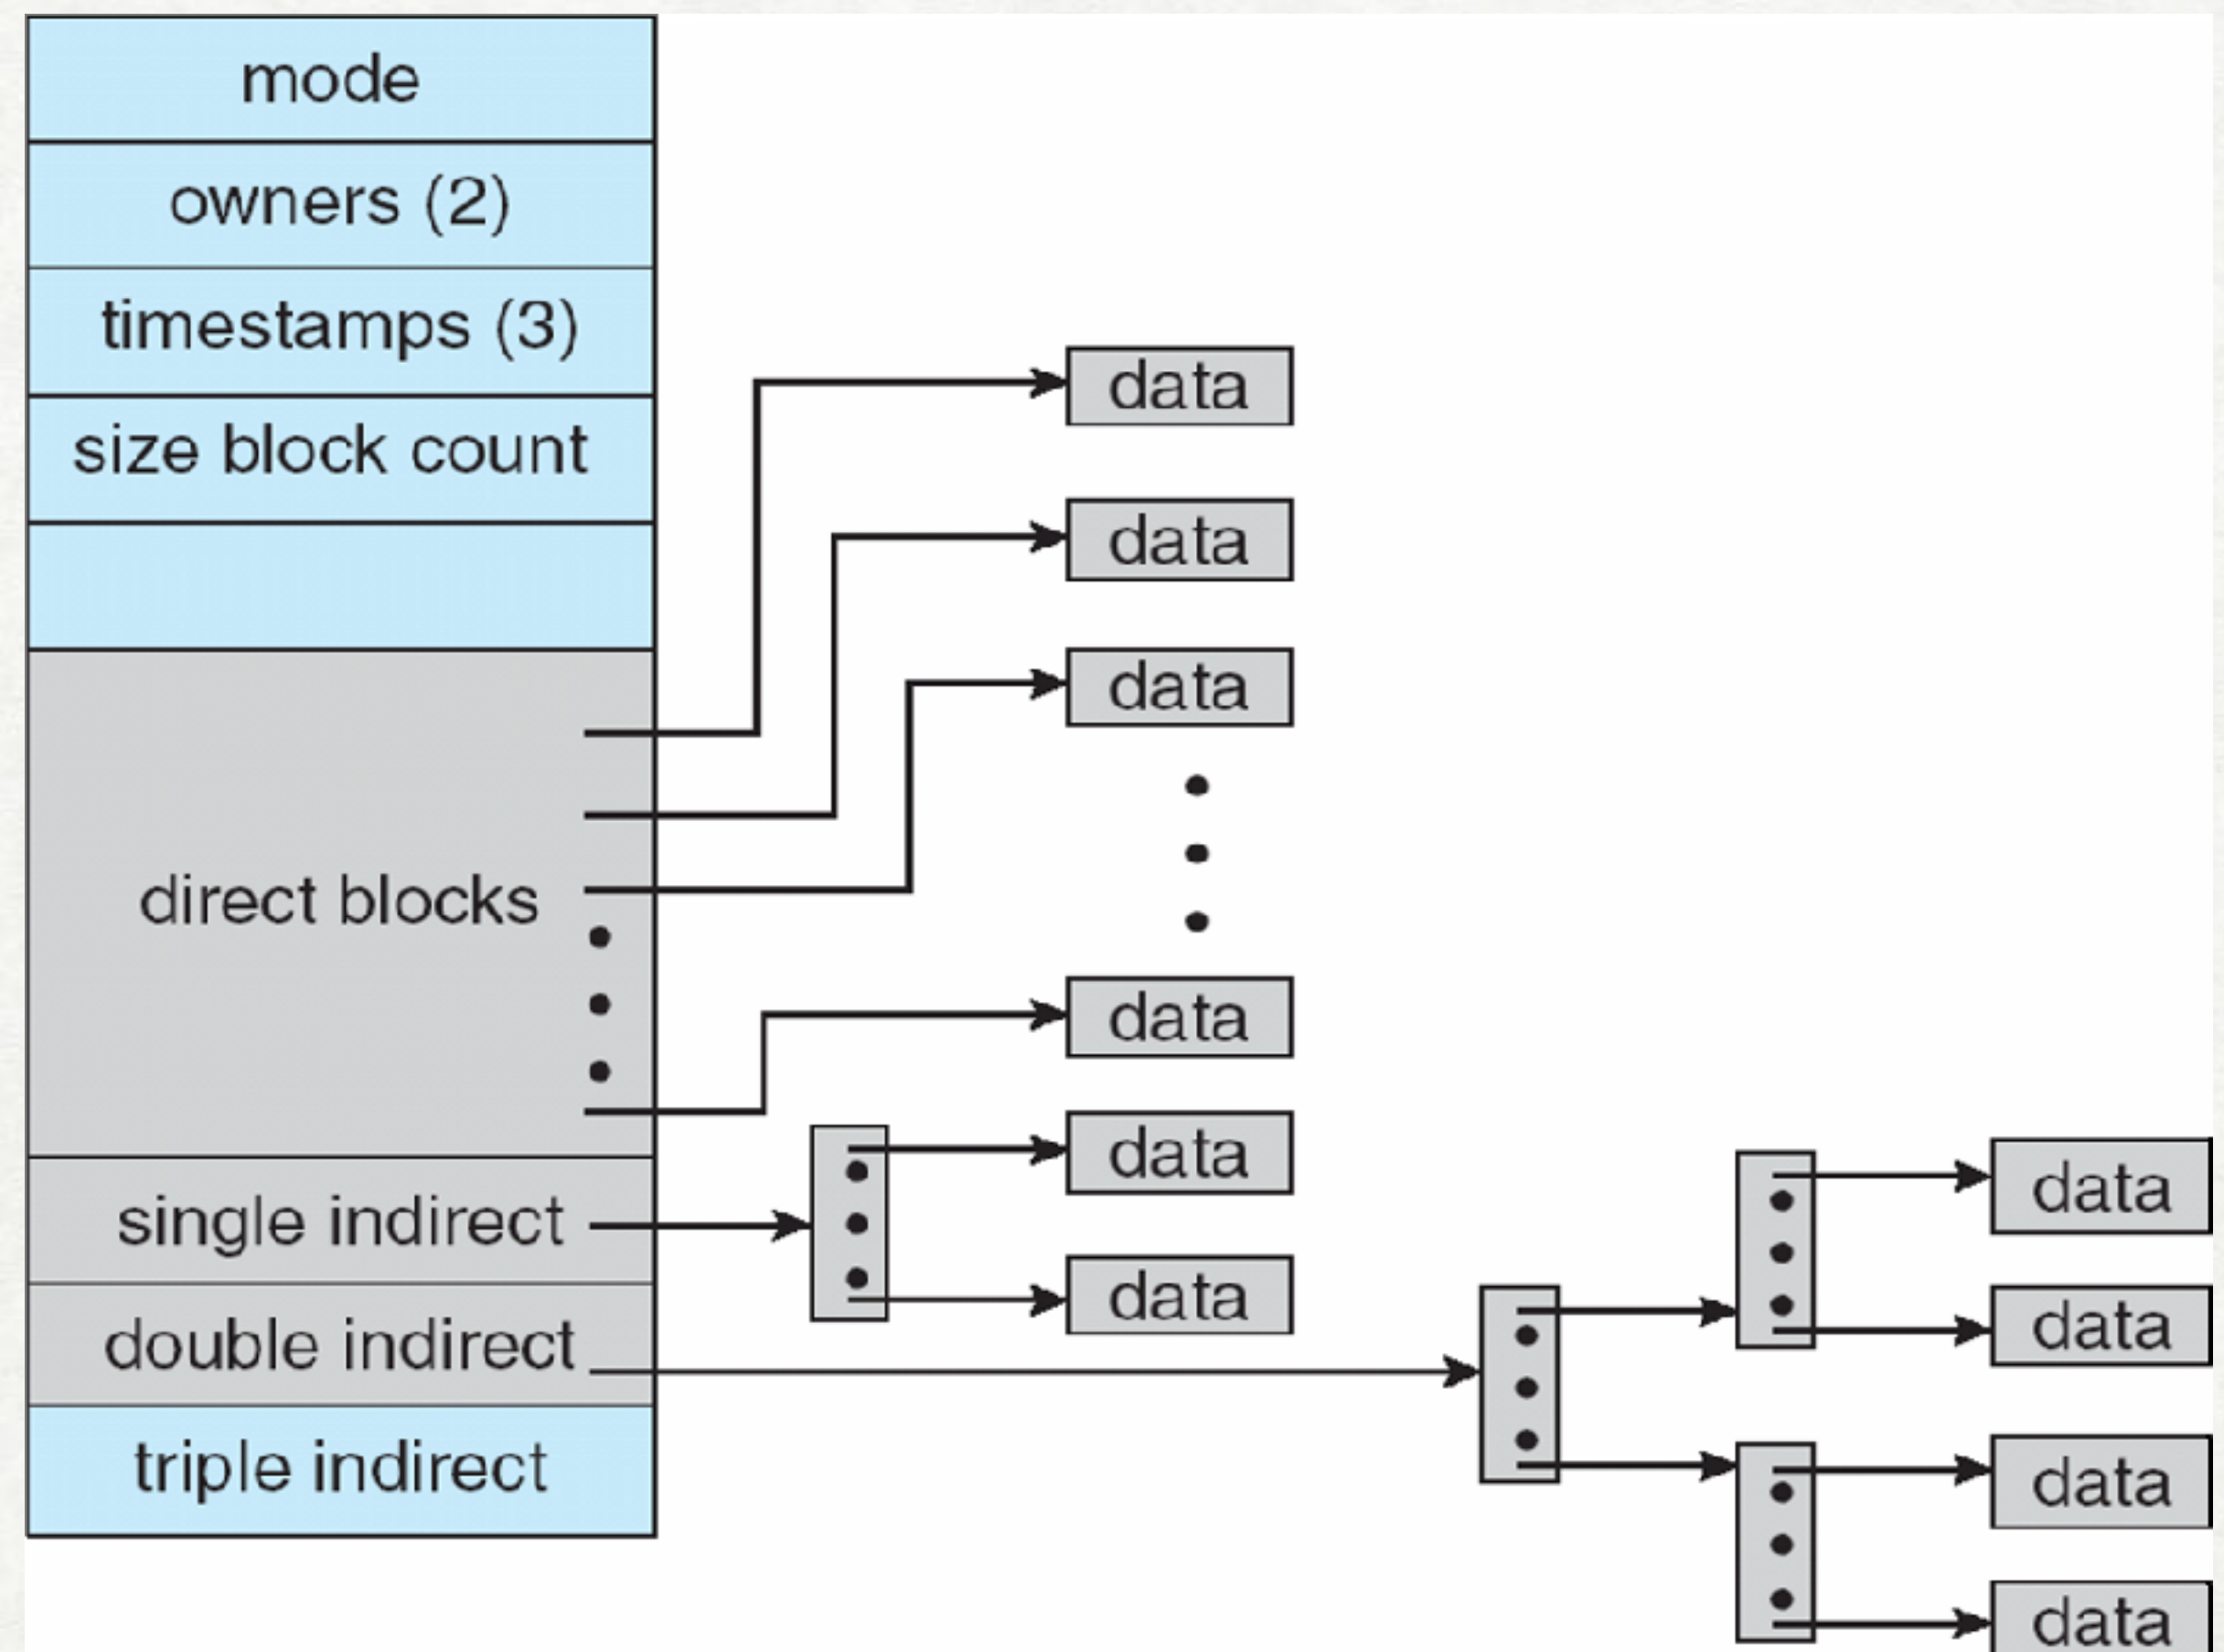 mode
owners (2)
timestamps (3)
size block count
direct blocks
single indirect
double indirect
triple indirect
data
data
data
data
data
data
data
data
data
data